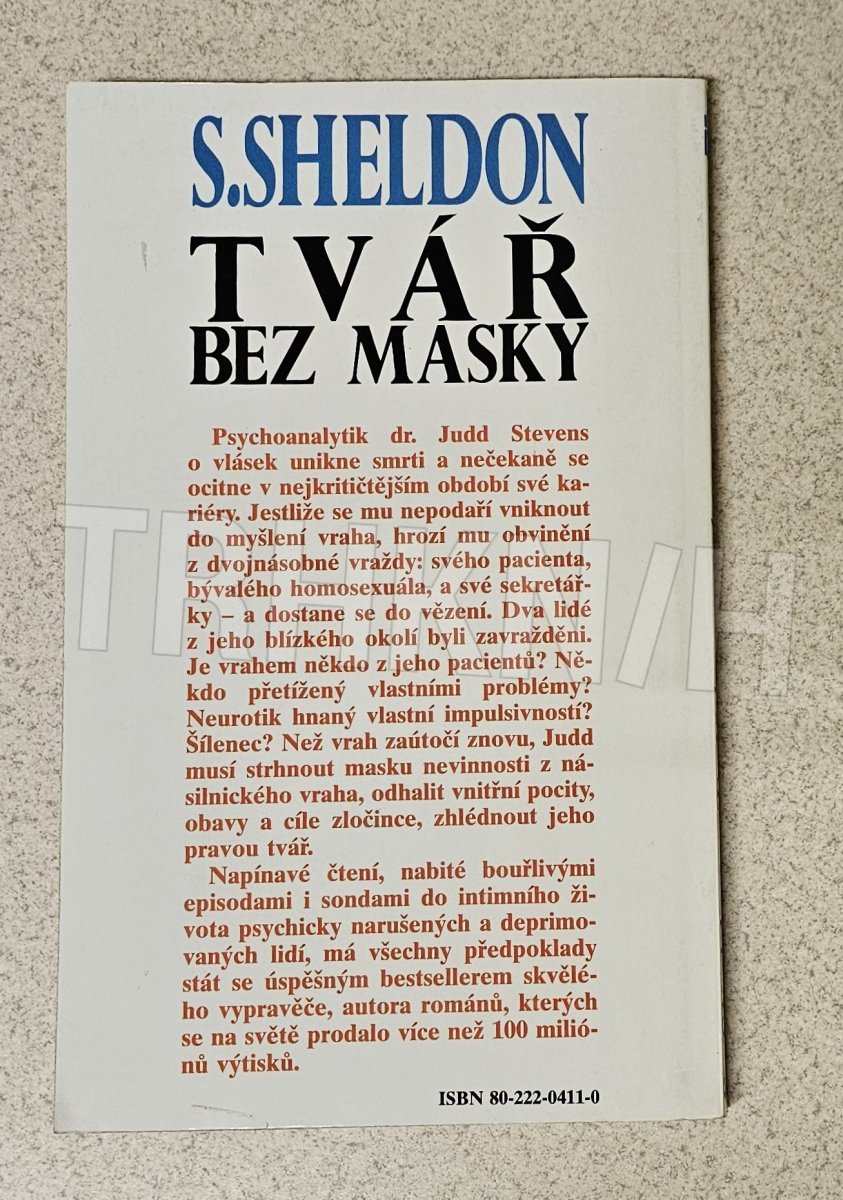 S.SHELDON
TVÁŘ
BEZ MASKY
Psychoanalytik dr. Judd Stevens
o vlásek unikne smrti a nečekaně se
ocitne v nejkritičtějším období své ka-
riéry. Jestliže se mu nepodaří vniknout
do myšlení vraha, hrozí mu obvinění
z dvojnásobné vraždy: svého pacienta,
bývalého homosexuála, a své sekretář-
ky – a dostane se do vězení. Dva lidé
z jeho blízkého okolí byli zavražděni.
Je vrahem někdo z jeho pacientů? Ně-
kdo přetížený vlastními problémy?
Neurotik hnaný vlastní impulsivností?
Šílenec? Než vrah zaútočí znovu, Judd
musí strhnout masku nevinnosti z ná-
silnického vraha, odhalit vnitřní pocity,
obavy a cíle zločince, zhlédnout jeho
pravou tvář.
Napínavé čtení, nabité bouřlivými
episodami i sondami do intimního ži-
vota psychicky narušených a deprimo-
vaných lidí, má všechny předpoklady
stát se úspěšným bestsellerem skvělé-
ho vypravěče, autora románů, kterých
se na světě prodalo více než 100 milió-
nů výtisků.
ISBN 80-222-0411-0
TRHKNIH